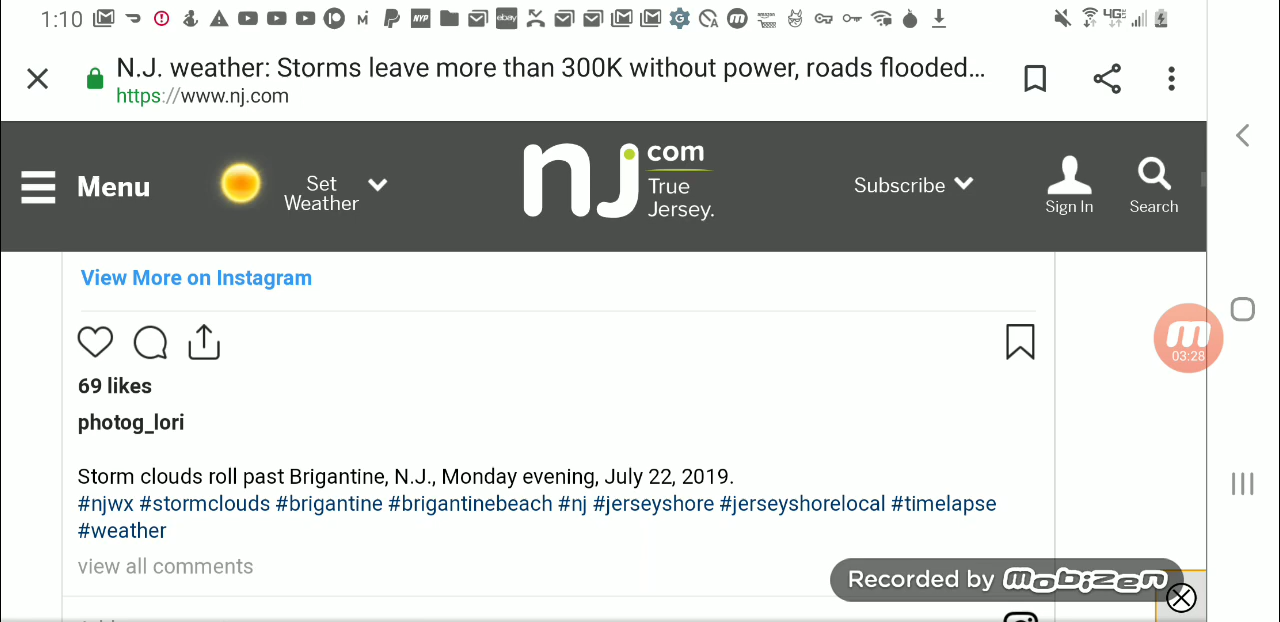 1:10
N.J. weather: Storms leave more than 300K without power, roads flooded...
https://www.nj.com
Menu
Set
Weather
nj
com
True
Jersey.
Subscribe
Sign In
Search
View More on Instagram
69 likes
photog_lori
Storm clouds roll past Brigantine, N.J., Monday evening, July 22, 2019.
#njwx #stormclouds #brigantine #brigantinebeach #nj #jerseyshore #jerseyshorelocal #timelapse
#weather
view all comments
03:28
Recorded by mobizen